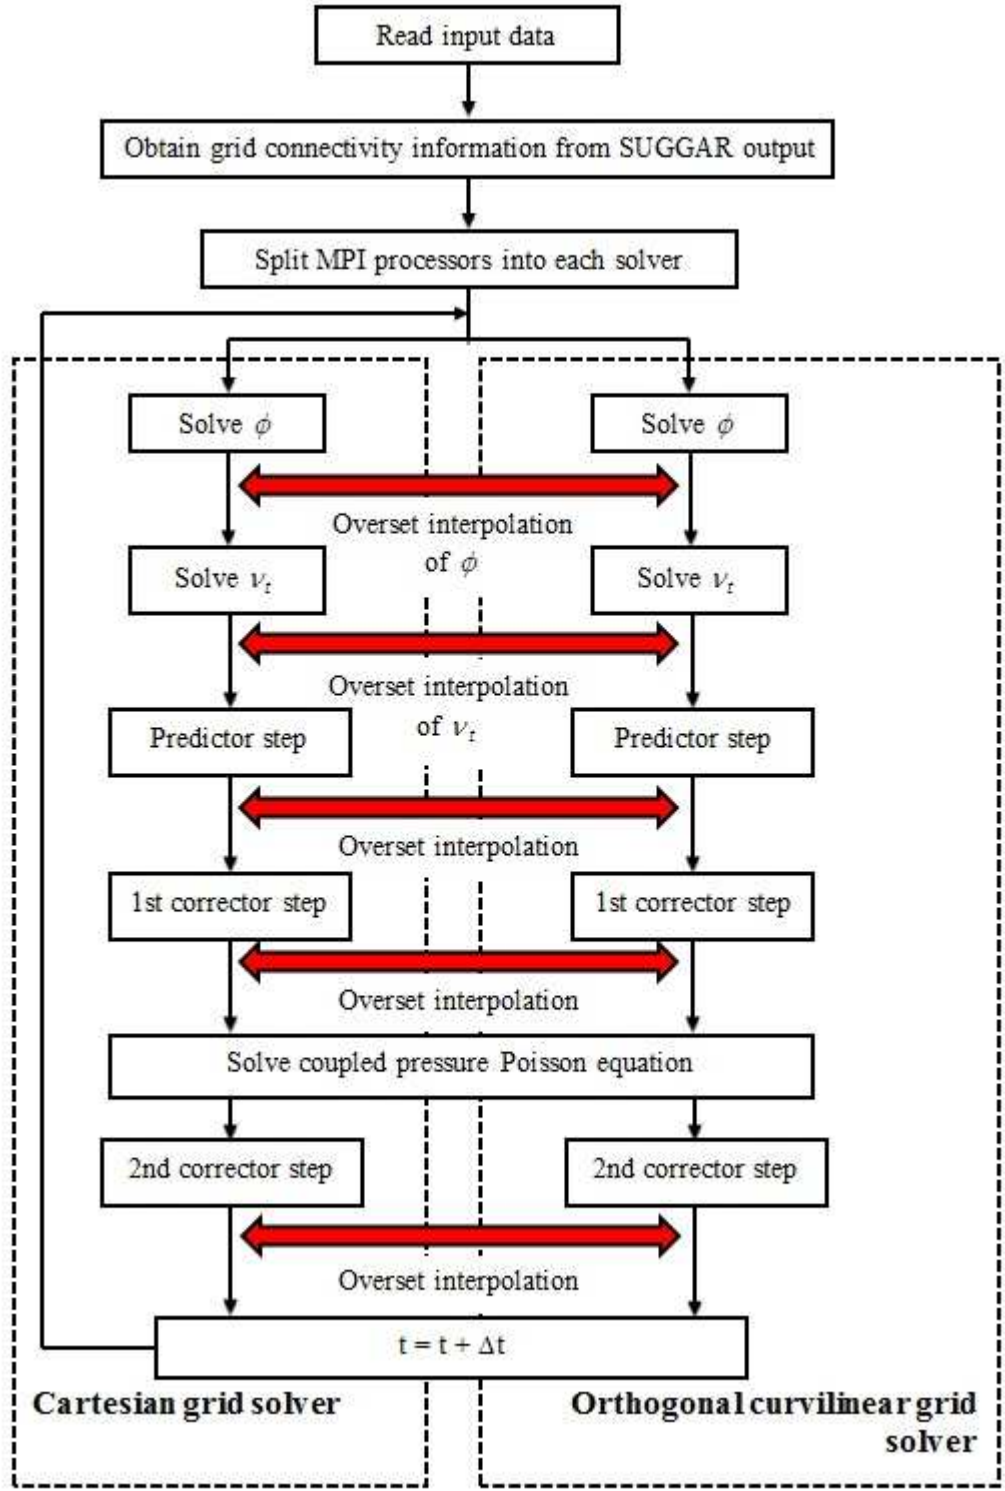 Read input data
Obtain grid connectivity information from SUGGAR output
Split MPI processors into each solver
Solve ϕ
Solve ϕ
Overset interpolation
of ϕ
Solve νt
Solve νt
Overset interpolation
of νt
Predictor step
Predictor step
Overset interpolation
1st corrector step
1st corrector step
Overset interpolation
Solve coupled pressure Poisson equation
2nd corrector step
2nd corrector step
Overset interpolation
t = t + Δt
Cartesian grid solver
Orthogonal curvilinear grid
solver